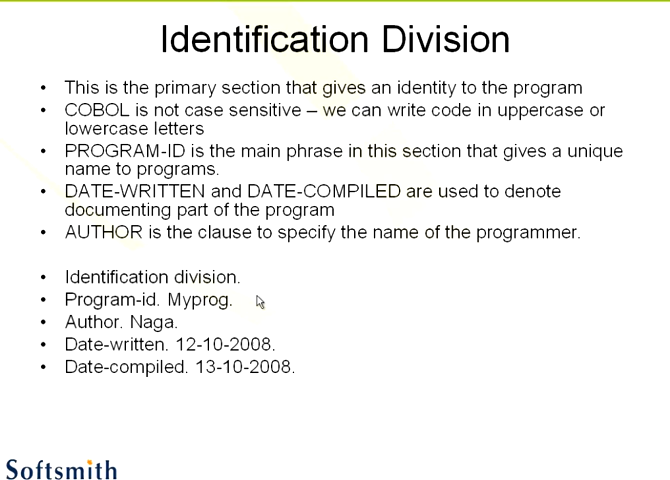 Identification Division
• This is the primary section that gives an identity to the program
• COBOL is not case sensitive – we can write code in uppercase or
lowercase letters
• PROGRAM-ID is the main phrase in this section that gives a unique
name to programs.
• DATE-WRITTEN and DATE-COMPILED are used to denote
documenting part of the program
• AUTHOR is the clause to specify the name of the programmer.
• Identification division.
• Program-id. Myprog.
• Author. Naga.
• Date-written. 12-10-2008.
• Date-compiled. 13-10-2008.
Softsmith